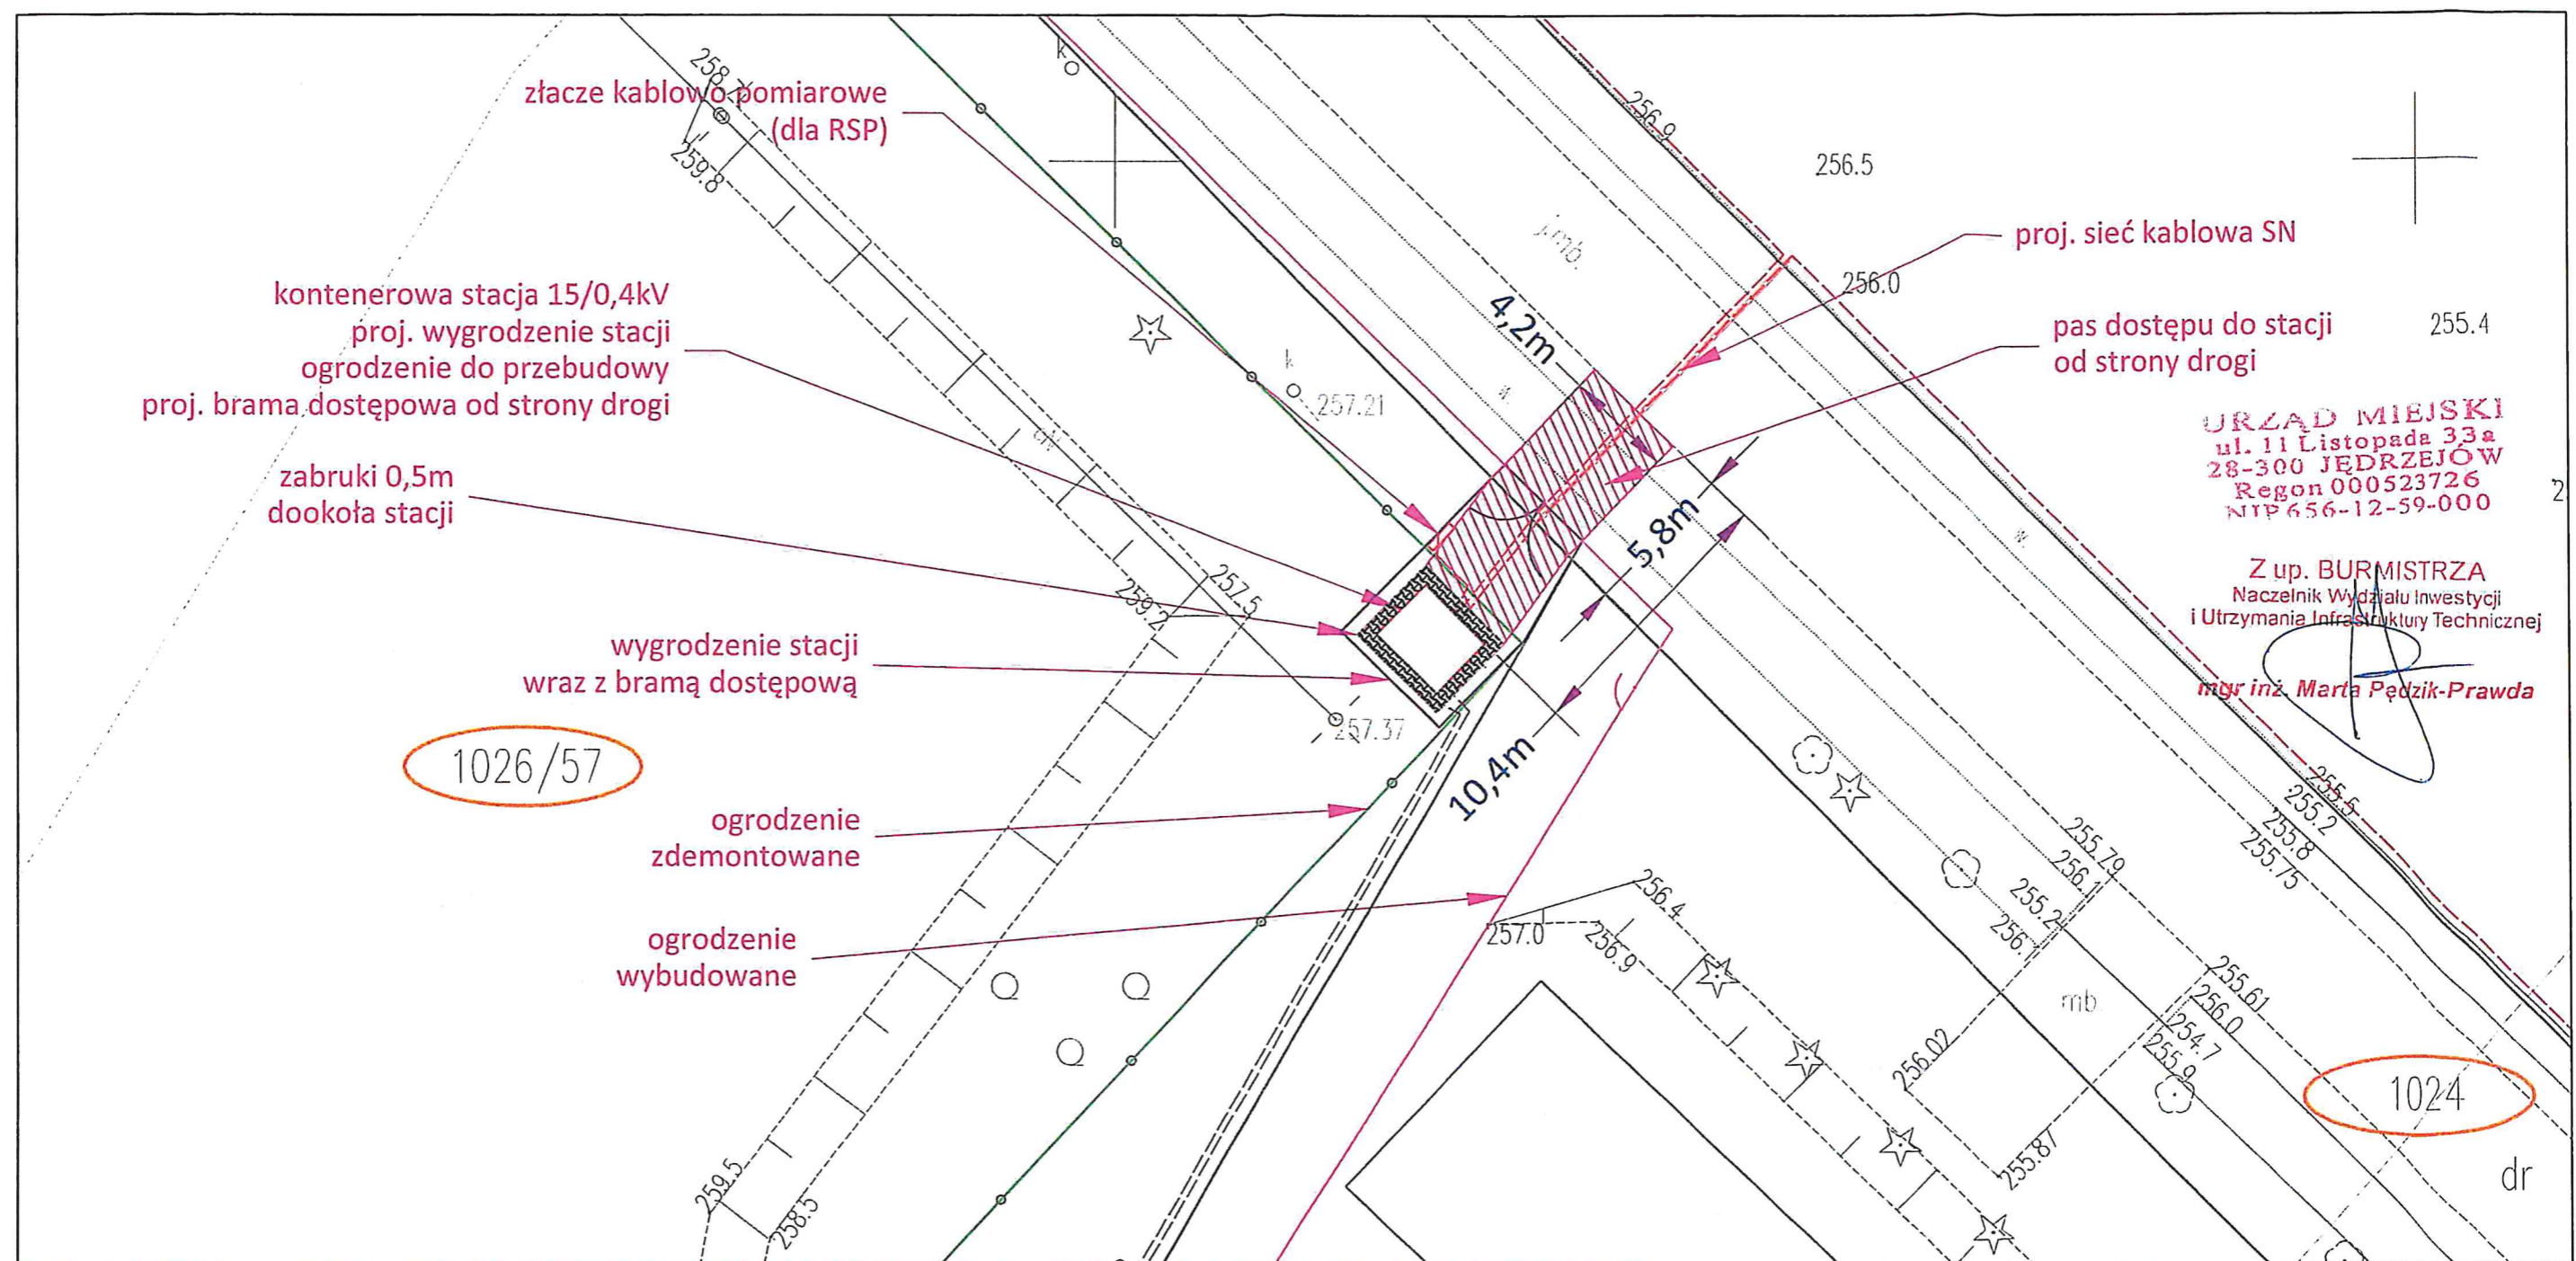 258.7
259.8
złacze kablowo pomiarowe
(dla RSP)
ko
256.9
256.5
j.mb.
proj. sieć kablowa SN
256.0
pas dostępu do stacji
od strony drogi
255.4
kontenerowa stacja 15/0,4kV
proj. wygrodzenie stacji
ogrodzenie do przebudowy
proj. brama dostępowa od strony drogi
4,2m
k
257.21
URZĄD MIEJSKI
ul. 11 Listopada 33a
28-300 JĘDRZEJÓW
Regon 000523726
NIP 656-12-59-000
2
zabruki 0,5m
dookoła stacji
5,8m
Z up. BURMISTRZA
Naczelnik Wydziału Inwestycji
i Utrzymania Infrastruktury Technicznej
mgr inż. Marta Pędzik-Prawda
257.5
259.2
wygrodzenie stacji
wraz z bramą dostępową
257.37
1026/57
10,4m
ogrodzenie
zdemontowane
ogrodzenie
wybudowane
256.4
257.0
256.9
255.5
255.2
255.8
255.75
255.79
256.1
255.2
256.1
mb
255.61
256.0
254.7
255.9
256.02
255.87
1024
dr
259.5
258.5